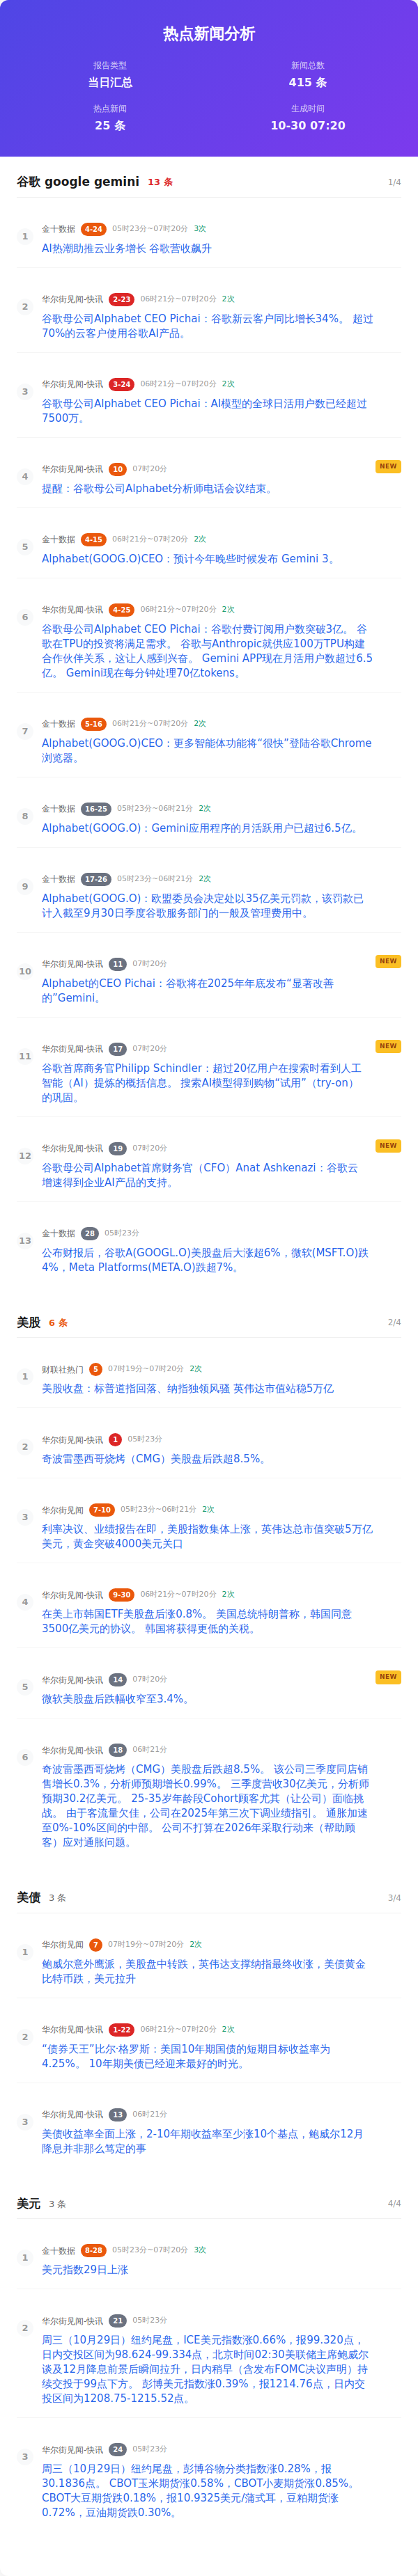 热点新闻分析
报告类型
当日汇总
新闻总数
415 条
热点新闻
25 条
生成时间
10-30 07:20
谷歌 google gemini 13 条 1/4
1 金十数据 4-24 05时23分~07时20分 3次
AI热潮助推云业务增长 谷歌营收飙升
2 华尔街见闻-快讯 2-23 06时21分~07时20分 2次
谷歌母公司Alphabet CEO Pichai：谷歌新云客户同比增长34%。 超过
70%的云客户使用谷歌AI产品。
3 华尔街见闻-快讯 3-24 06时21分~07时20分 2次
谷歌母公司Alphabet CEO Pichai：AI模型的全球日活用户数已经超过
7500万。
4 华尔街见闻-快讯 10 07时20分 NEW
提醒：谷歌母公司Alphabet分析师电话会议结束。
5 金十数据 4-15 06时21分~07时20分 2次
Alphabet(GOOG.O)CEO：预计今年晚些时候发布 Gemini 3。
6 华尔街见闻-快讯 4-25 06时21分~07时20分 2次
谷歌母公司Alphabet CEO Pichai：谷歌付费订阅用户数突破3亿。 谷
歌在TPU的投资将满足需求。 谷歌与Anthropic就供应100万TPU构建
合作伙伴关系，这让人感到兴奋。 Gemini APP现在月活用户数超过6.5
亿。 Gemini现在每分钟处理70亿tokens。
7 金十数据 5-16 06时21分~07时20分 2次
Alphabet(GOOG.O)CEO：更多智能体功能将“很快”登陆谷歌Chrome
浏览器。
8 金十数据 16-25 05时23分~06时21分 2次
Alphabet(GOOG.O)：Gemini应用程序的月活跃用户已超过6.5亿。
9 金十数据 17-26 05时23分~06时21分 2次
Alphabet(GOOG.O)：欧盟委员会决定处以35亿美元罚款，该罚款已
计入截至9月30日季度谷歌服务部门的一般及管理费用中。
10 华尔街见闻-快讯 11 07时20分 NEW
Alphabet的CEO Pichai：谷歌将在2025年年底发布“显著改善
的”Gemini。
11 华尔街见闻-快讯 17 07时20分 NEW
谷歌首席商务官Philipp Schindler：超过20亿用户在搜索时看到人工
智能（AI）提炼的概括信息。 搜索AI模型得到购物“试用”（try-on）
的巩固。
12 华尔街见闻-快讯 19 07时20分 NEW
谷歌母公司Alphabet首席财务官（CFO）Anat Ashkenazi：谷歌云
增速得到企业AI产品的支持。
13 金十数据 28 05时23分
公布财报后，谷歌A(GOOGL.O)美股盘后大涨超6%，微软(MSFT.O)跌
4%，Meta Platforms(META.O)跌超7%。
美股 6 条 2/4
1 财联社热门 5 07时19分~07时20分 2次
美股收盘：标普道指回落、纳指独领风骚 英伟达市值站稳5万亿
2 华尔街见闻-快讯 1 05时23分
奇波雷墨西哥烧烤（CMG）美股盘后跌超8.5%。
3 华尔街见闻 7-10 05时23分~06时21分 2次
利率决议、业绩报告在即，美股指数集体上涨，英伟达总市值突破5万亿
美元，黄金突破4000美元关口
4 华尔街见闻-快讯 9-30 06时21分~07时20分 2次
在美上市韩国ETF美股盘后涨0.8%。 美国总统特朗普称，韩国同意
3500亿美元的协议。 韩国将获得更低的关税。
5 华尔街见闻-快讯 14 07时20分 NEW
微软美股盘后跌幅收窄至3.4%。
6 华尔街见闻-快讯 18 06时21分
奇波雷墨西哥烧烤（CMG）美股盘后跌超8.5%。 该公司三季度同店销
售增长0.3%，分析师预期增长0.99%。 三季度营收30亿美元，分析师
预期30.2亿美元。 25-35岁年龄段Cohort顾客尤其（让公司）面临挑
战。 由于客流量欠佳，公司在2025年第三次下调业绩指引。 通胀加速
至0%-10%区间的中部。 公司不打算在2026年采取行动来（帮助顾
客）应对通胀问题。
美债 3 条 3/4
1 华尔街见闻 7 07时19分~07时20分 2次
鲍威尔意外鹰派，美股盘中转跌，英伟达支撑纳指最终收涨，美债黄金
比特币跌，美元拉升
2 华尔街见闻-快讯 1-22 06时21分~07时20分 2次
“债券天王”比尔·格罗斯：美国10年期国债的短期目标收益率为
4.25%。 10年期美债已经迎来最好的时光。
3 华尔街见闻-快讯 13 06时21分
美债收益率全面上涨，2-10年期收益率至少涨10个基点，鲍威尔12月
降息并非那么笃定的事
美元 3 条 4/4
1 金十数据 8-28 05时23分~07时20分 3次
美元指数29日上涨
2 华尔街见闻-快讯 21 05时23分
周三（10月29日）纽约尾盘，ICE美元指数涨0.66%，报99.320点，
日内交投区间为98.624-99.334点，北京时间02:30美联储主席鲍威尔
谈及12月降息前景后瞬间拉升，日内稍早（含发布FOMC决议声明）持
续交投于99点下方。 彭博美元指数涨0.39%，报1214.76点，日内交
投区间为1208.75-1215.52点。
3 华尔街见闻-快讯 24 05时23分
周三（10月29日）纽约尾盘，彭博谷物分类指数涨0.28%，报
30.1836点。 CBOT玉米期货涨0.58%，CBOT小麦期货涨0.85%。
CBOT大豆期货跌0.18%，报10.9325美元/蒲式耳，豆粕期货涨
0.72%，豆油期货跌0.30%。